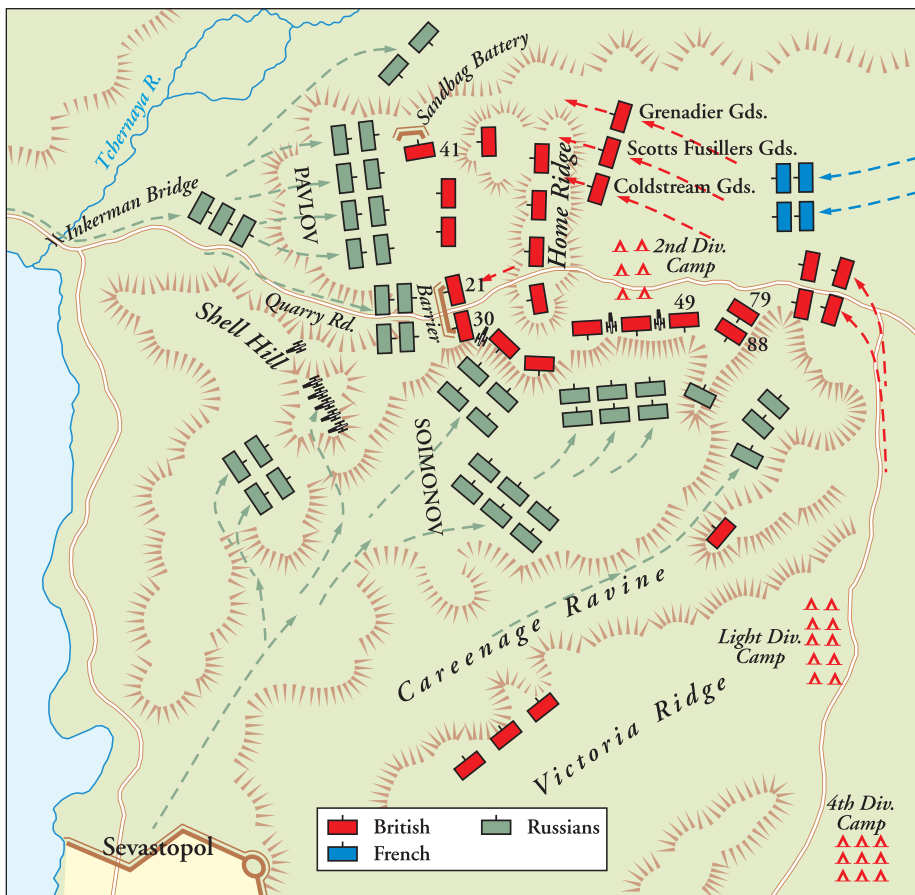 Sandbag Battery
Tchernaya R.
Grenadier Gds.
41
Scotts Fusillers Gds.
Inkerman Bridge
PAVLOV
Home Ridge
Coldstream Gds.
2nd Div.
Camp
Quarry Rd.
Barrier
21
30
49
79
88
Shell Hill
SOIMONOV
Careenage Ravine
Light Div.
Camp
Victoria Ridge
4th Div.
Camp
Sevastopol
British
Russians
French